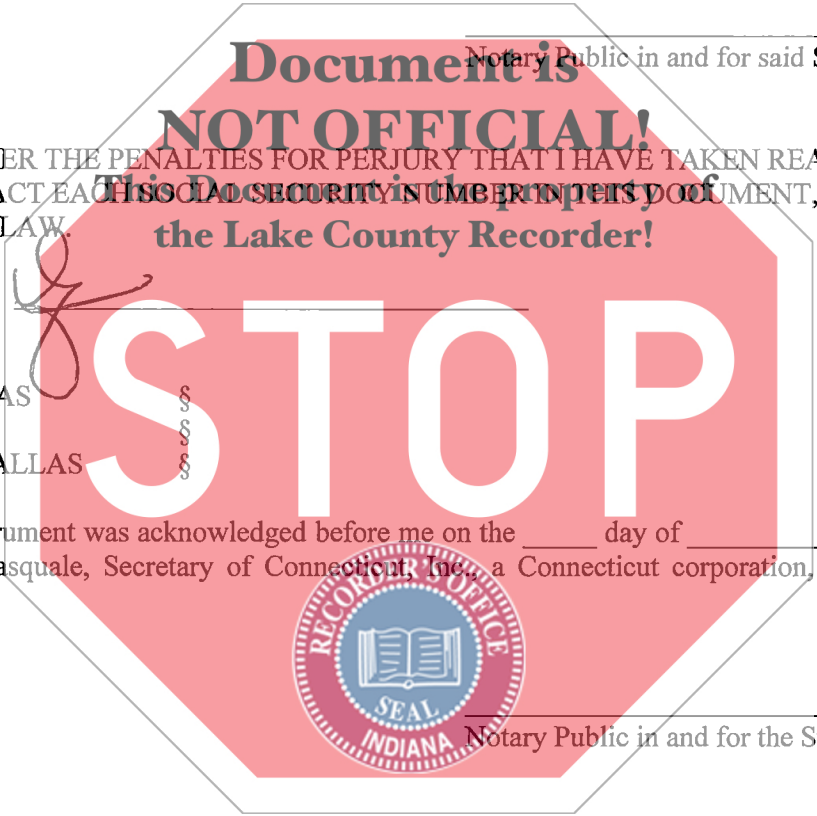 Notary Public in and for said S
Document is
NOT OFFICIAL!
ER THE PENALTIES FOR PERJURY THAT I HAVE TAKEN REA
ACT EACH SOCIAL SECURITY NUMBER IN THIS DOCUMENT,
This Document is the property of
LAW.
the Lake County Recorder!
STOP
AS §
§
ALLAS §
rument was acknowledged before me on the _____ day of
asquale, Secretary of Connecticut, Inc., a Connecticut corporation,
RECORDER'S OFFICE
SEAL
INDIANA
Notary Public in and for the S